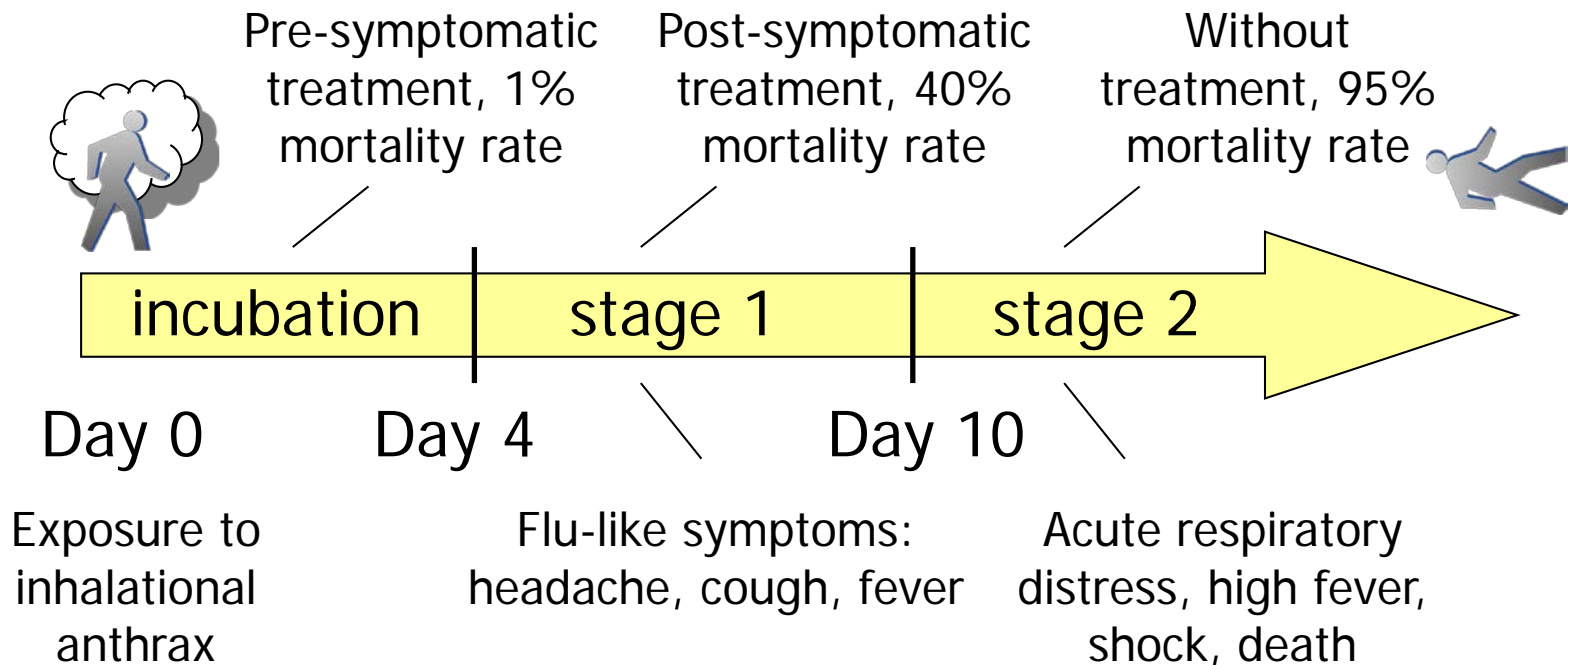 Pre-symptomatic
treatment, 1%
mortality rate
Post-symptomatic
treatment, 40%
mortality rate
Without
treatment, 95%
mortality rate
incubation
stage 1
stage 2
Day 0
Day 4
Day 10
Exposure to
inhalational
anthrax
Flu-like symptoms:
headache, cough, fever
Acute respiratory
distress, high fever,
shock, death